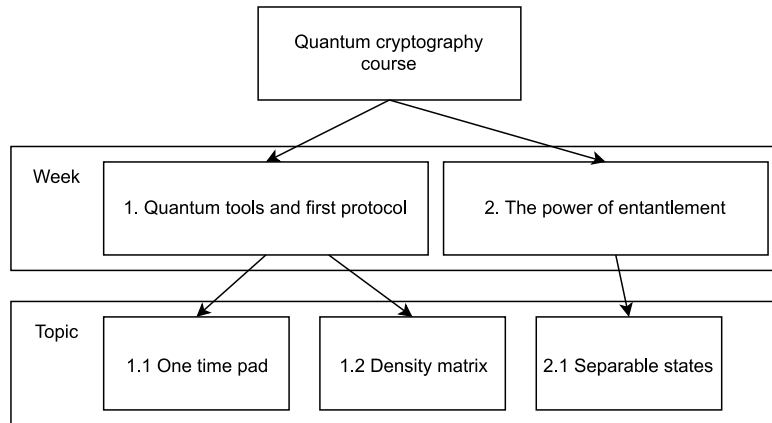 Quantum cryptography
course
Week
1. Quantum tools and first protocol
2. The power of entantlement
Topic
1.1 One time pad
1.2 Density matrix
2.1 Separable states